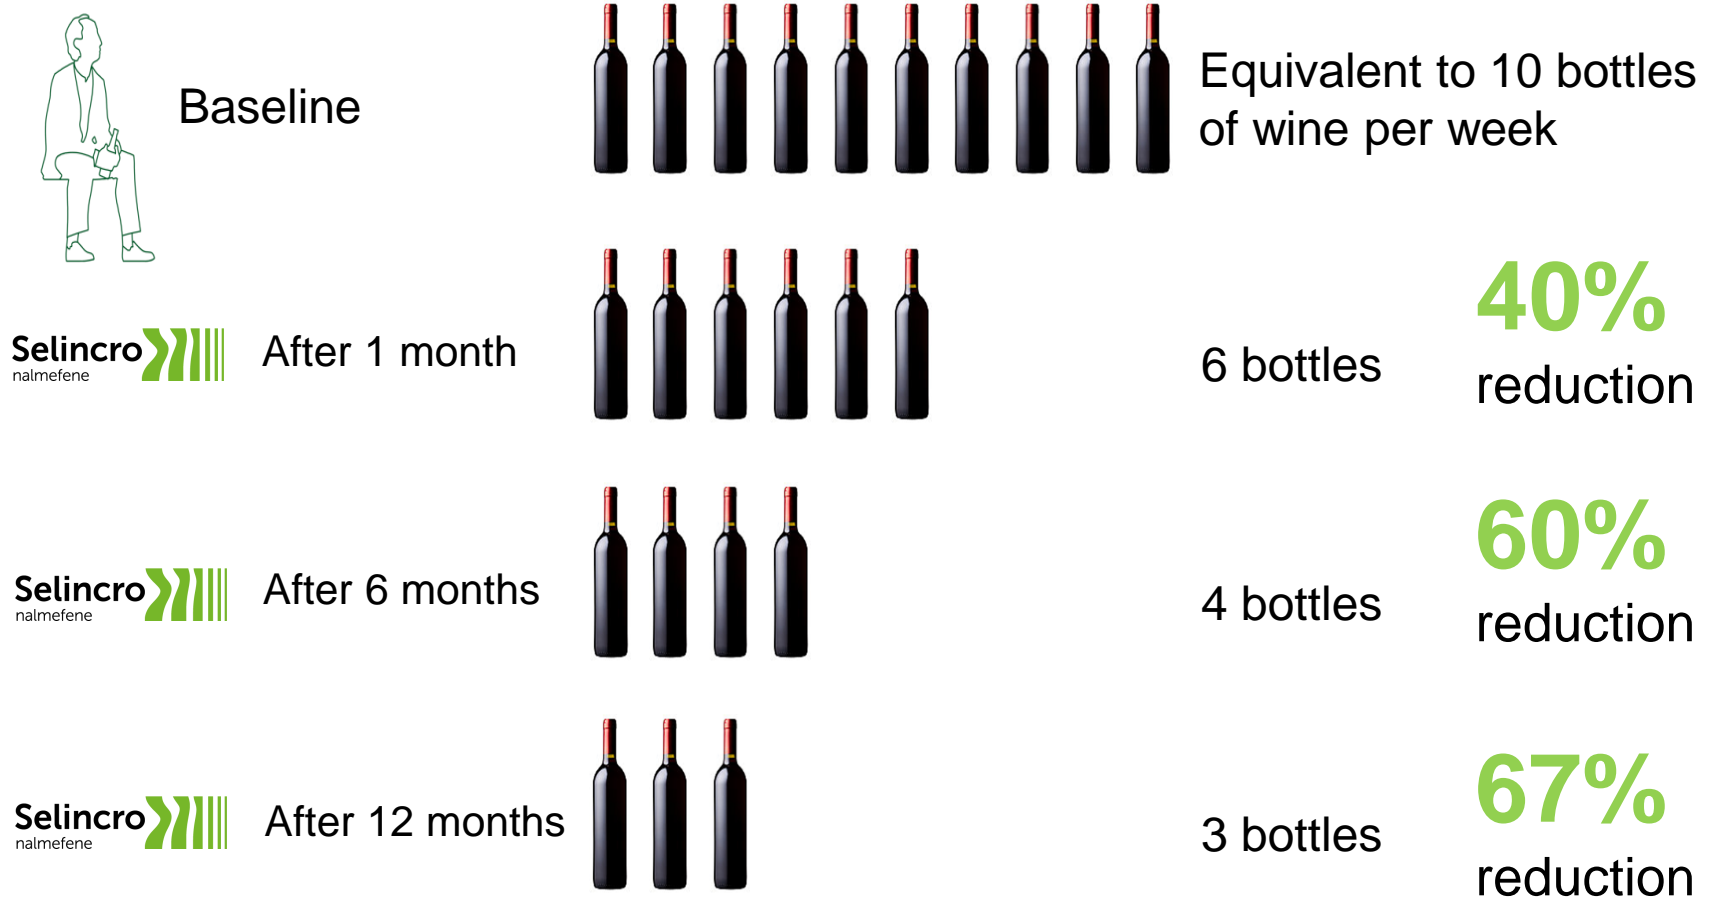 Baseline
Equivalent to 10 bottles
of wine per week
Selincro
nalmefene
After 1 month
6 bottles
40%
reduction
Selincro
nalmefene
After 6 months
4 bottles
60%
reduction
Selincro
nalmefene
After 12 months
3 bottles
67%
reduction